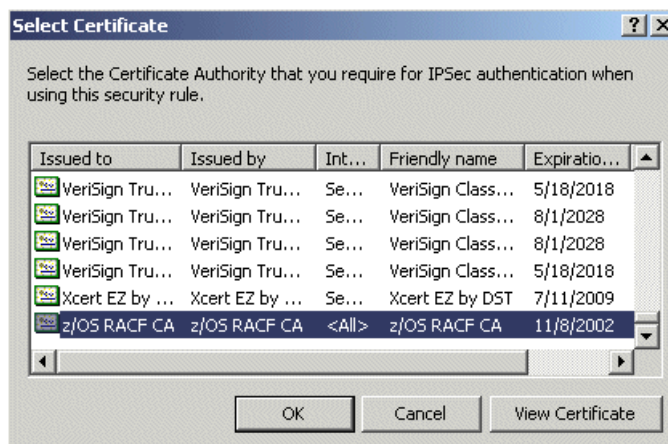 Select Certificate
Select the Certificate Authority that you require for IPSec authentication when
using this security rule.
Issued to Issued by Int... Friendly name Expiratio...
VeriSign Tru... VeriSign Tru... Se... VeriSign Class... 5/18/2018
VeriSign Tru... VeriSign Tru... Se... VeriSign Class... 8/1/2028
VeriSign Tru... VeriSign Tru... Se... VeriSign Class... 8/1/2028
VeriSign Tru... VeriSign Tru... Se... VeriSign Class... 5/18/2018
Xcert EZ by ... Xcert EZ by ... Se... Xcert EZ by DST 7/11/2009
z/OS RACF CA z/OS RACF CA <All> z/OS RACF CA 11/8/2002
OK Cancel View Certificate